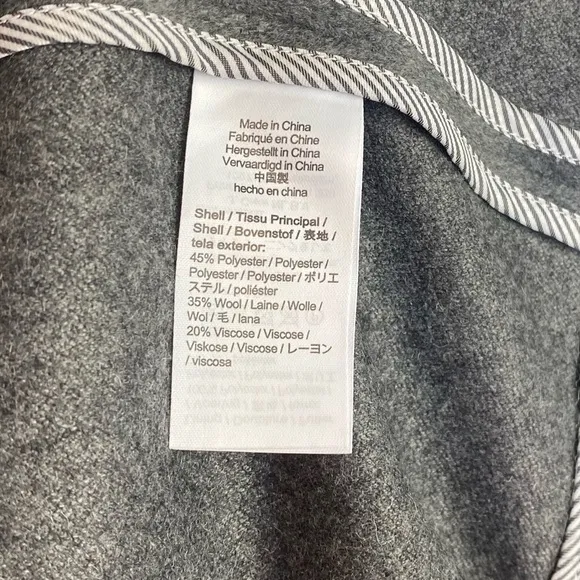 Made in China
Fabriqué en Chine
Hergestellt in China
Vervaardigd in China
中国製
hecho en china
Shell / Tissu Principal /
Shell / Bovenstof / 表地 /
tela exterior:
45% Polyester / Polyester /
Polyester / Polyester / ポリエ
ステル / poliéster
35% Wool / Laine / Wolle /
Wol / 毛 / lana
20% Viscose / Viscose /
Viskose / Viscose / レーヨン
/ viscosa